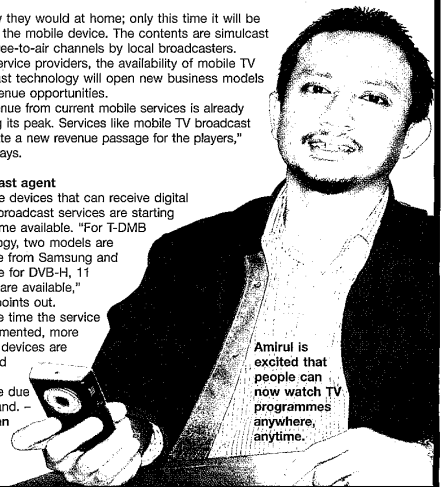 they would at home; only this time it will be
the mobile device. The contents are simulcast
ee-to-air channels by local broadcasters.
ervice providers, the availability of mobile TV
ast technology will open new business models
enue opportunities.
nue from current mobile services is already
g its peak. Services like mobile TV broadcast
te a new revenue passage for the players,"
ays.
ast agent
e devices that can receive digital
broadcast services are starting
me available. "For T-DMB
ogy, two models are
e from Samsung and
e for DVB-H, 11
are available,"
points out.
e time the service
mented, more
devices are
d
e due
and. –
an
Amirul is
excited that
people can
now watch TV
programmes
anywhere,
anytime.